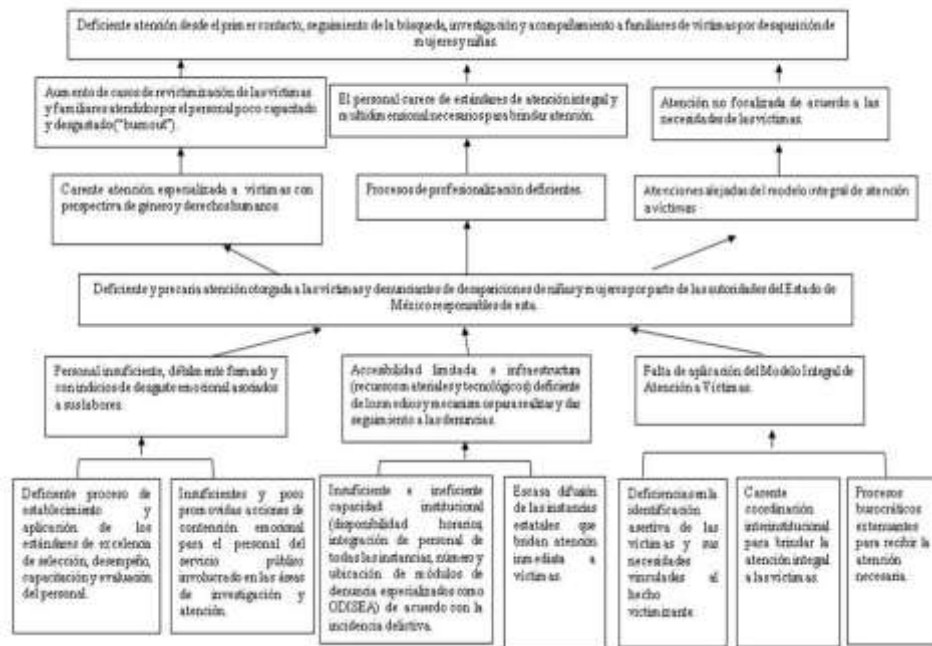 Deficiente atención desde el primer contacto, seguimiento de la búsqueda, investigación y acompañamiento a familiares de víctimas por desaparición de
mujeres y niñas.
Aumento de casos de revictimización de las víctimas
y familiares atendidos por el personal poco capacitado
y desgastado("burnout").
El personal carece de estándares de atención integral y
multidimensional necesarios para brindar atención.
Atención no focalizada de acuerdo a las
necesidades de las víctimas.
Carente atención especializada a víctimas con
perspectiva de género y derechos humanos
Procesos de profesionalización deficientes.
Atenciones alejadas del modelo integral de atención
a víctimas
Deficiente y precaria atención otorgada a las víctimas y denunciantes de desapariciones de niñas y mujeres por parte de las autoridades del Estado de
México responsables de esta.
Personal insuficiente, débilmente formado y
con indicios de desgaste emocional asociados
a sus labores.
Accesibilidad limitada e infraestructura
(recursos materiales y tecnológicos) deficiente
de los medios y mecanismos para realizar y dar
seguimiento a las denuncias.
Falta de aplicación del Modelo Integral de
Atención a Víctimas.
Deficiente proceso de
establecimiento y
aplicación de los
estándares de excelencia
de selección, desempeño,
capacitación y evaluación
del personal.
Insuficientes y poco
promovidas acciones de
contención emocional
para el personal del
servicio público
involucrado en las áreas
de investigación y
atención.
Insuficiente e ineficiente
capacidad institucional
(disponibilidad horarios,
integración de personal de
todas las instancias, número y
ubicación de módulos de
denuncia especializados como
ODISEA) de acuerdo con la
incidencia delictiva.
Escasa difusión
de las instancias
estatales que
bridan atención
inmediata a
víctimas.
Deficiencias en la
identificación
asertiva de las
víctimas y sus
necesidades
vinculadas al
hecho
victimizante.
Carente
coordinación
interinstitucional
para brindar la
atención integral
a las víctimas.
Procesos
burocráticos
extenuantes
para recibir la
atención
necesaria.